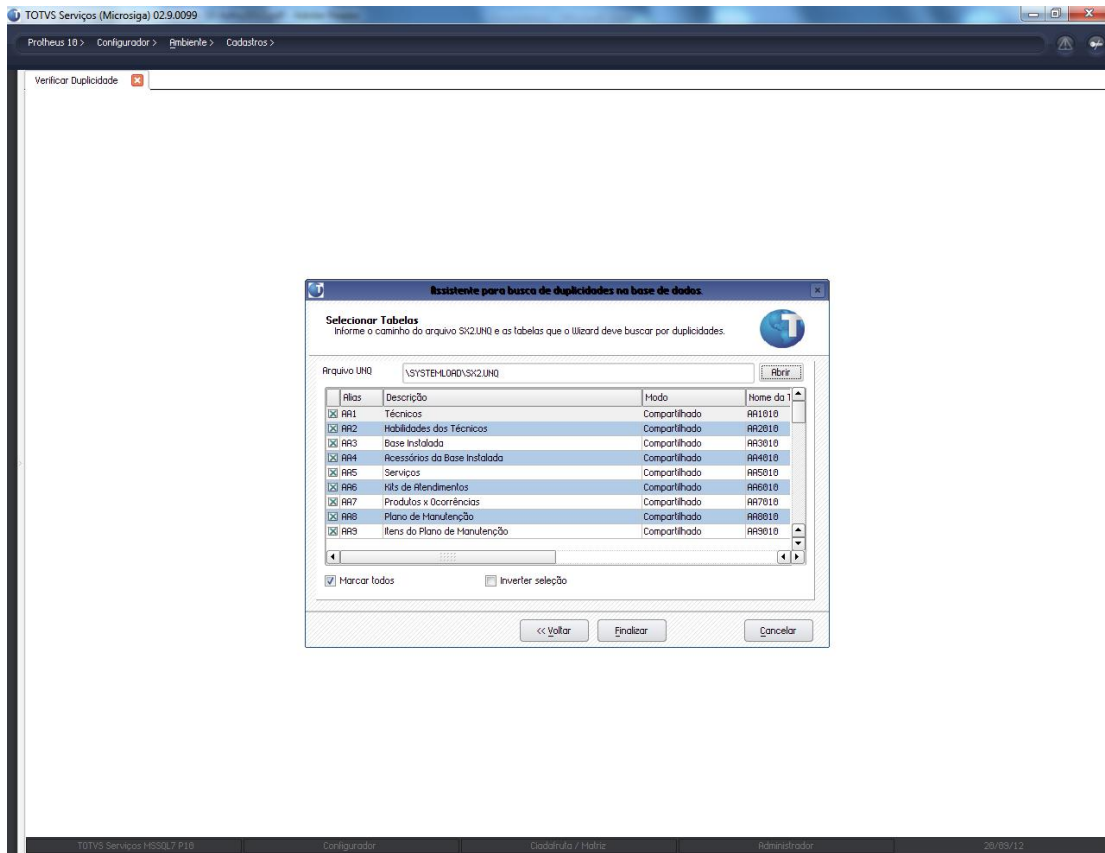 TOTVS Serviços (Microsiga) 02.9.0099
Protheus 10 > Configurador > Ambiente > Cadastros >
Verificar Duplicidade
Assistente para busca de duplicidades na base de dados.
Selecionar Tabelas
Informe o caminho do arquivo SX2.UNQ e as tabelas que o Wizard deve buscar por duplicidades.
Arquivo UNQ \SYSTEMLOAD\SX2.UNQ Abrir
Alias Descrição Modo Nome da T
AA1 Técnicos Compartilhado AA1010
AA2 Habilidades dos Técnicos Compartilhado AA2010
AA3 Base Instalada Compartilhado AA3010
AA4 Acessórios da Base Instalada Compartilhado AA4010
AA5 Serviços Compartilhado AA5010
AA6 Kits de Atendimentos Compartilhado AA6010
AA7 Produtos x Ocorrências Compartilhado AA7010
AA8 Plano de Manutenção Compartilhado AA8010
AA9 Itens do Plano de Manutenção Compartilhado AA9010
Marcar todos Inverter seleção
<< Voltar Finalizar Cancelar
TOTVS Serviços MSSQL7 P10 Configurador Ciadatrufa / Matriz Administrador 20/09/12